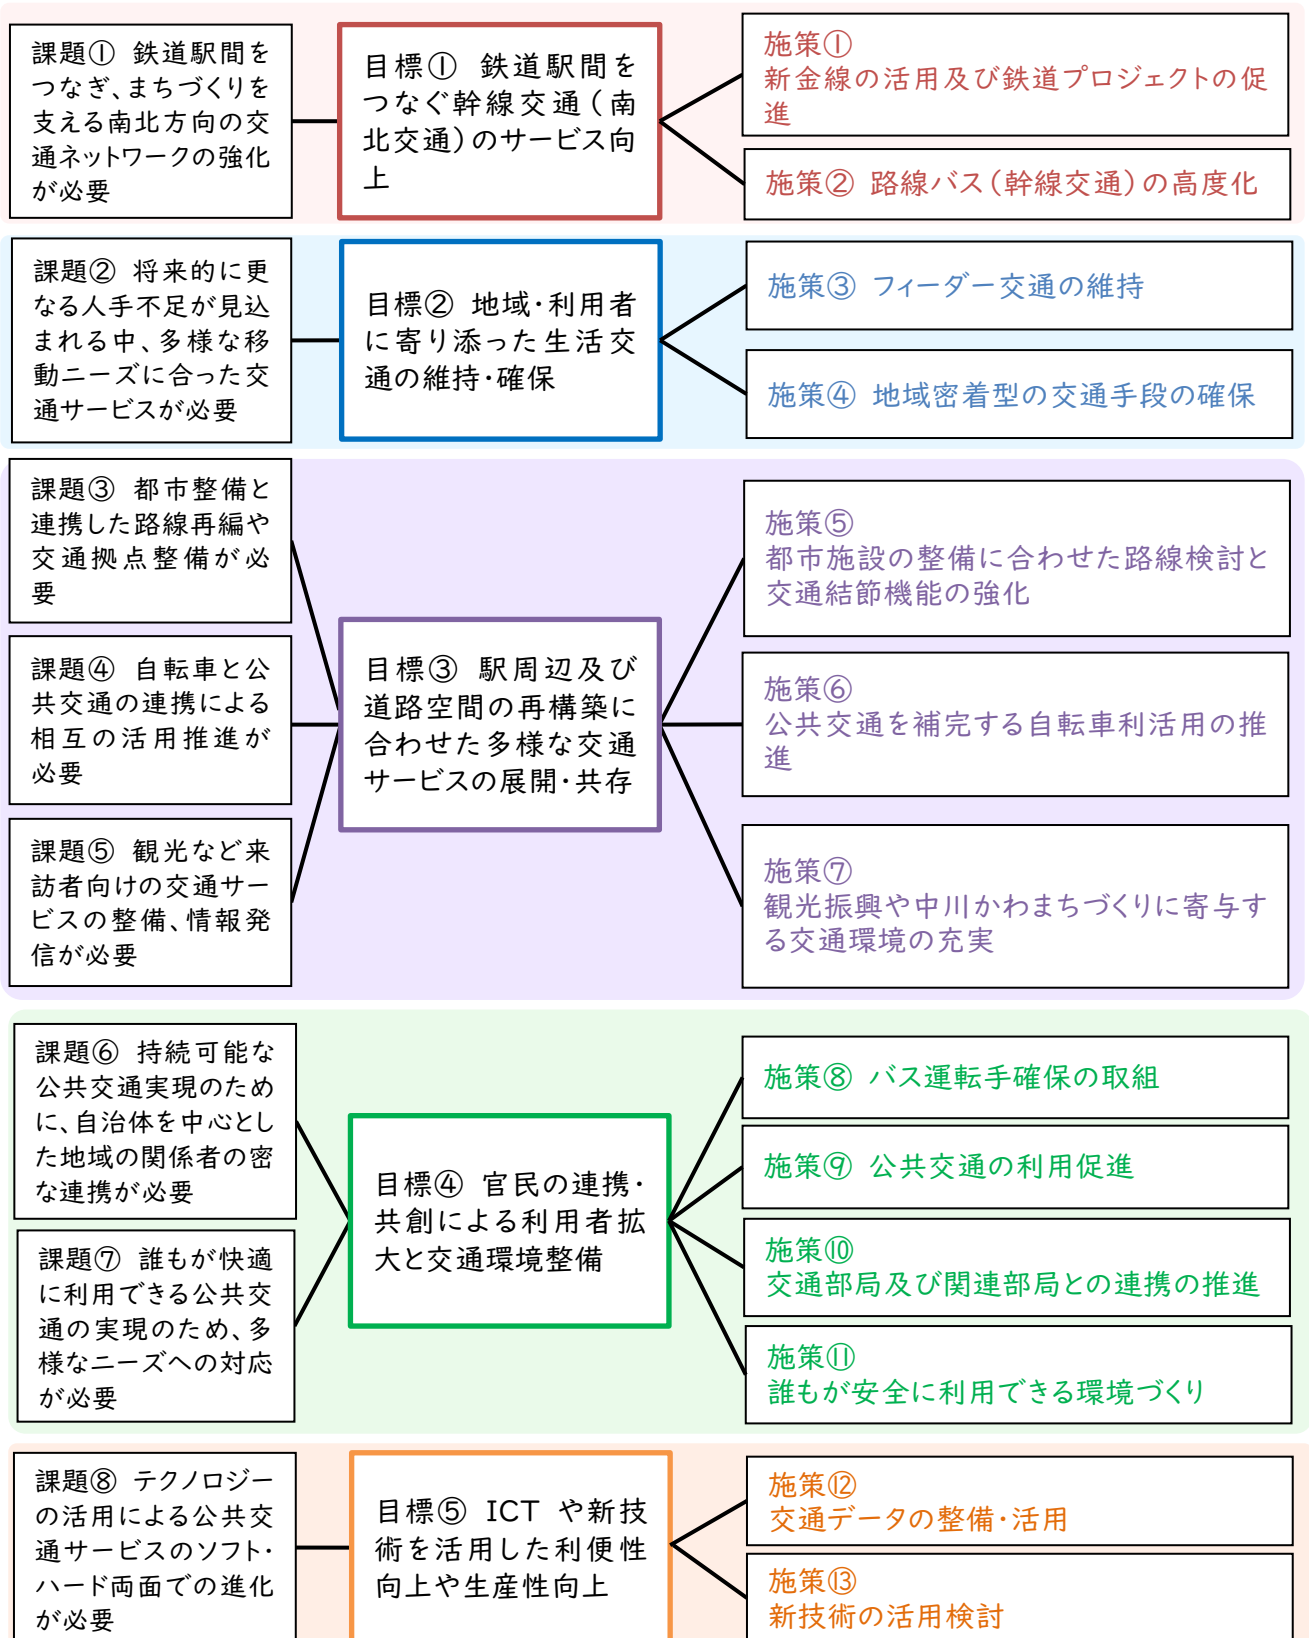 課題① 鉄道駅間を
つなぎ、まちづくりを
支える南北方向の交
通ネットワークの強化
が必要
目標① 鉄道駅間を
つなぐ幹線交通（南
北交通）のサービス向
上
施策①
新金線の活用及び鉄道プロジェクトの促
進
施策② 路線バス（幹線交通）の高度化
課題② 将来的に更
なる人手不足が見込
まれる中、多様な移
動ニーズに合った交
通サービスが必要
目標② 地域・利用者
に寄り添った生活交
通の維持・確保
施策③ フィーダー交通の維持
施策④ 地域密着型の交通手段の確保
課題③ 都市整備と
連携した路線再編や
交通拠点整備が必
要
課題④ 自転車と公
共交通の連携による
相互の活用推進が
必要
課題⑤ 観光など来
訪者向けの交通サー
ビスの整備、情報発
信が必要
目標③ 駅周辺及び
道路空間の再構築に
合わせた多様な交通
サービスの展開・共存
施策⑤
都市施設の整備に合わせた路線検討と
交通結節機能の強化
施策⑥
公共交通を補完する自転車利活用の推
進
施策⑦
観光振興や中川かわまちづくりに寄与す
る交通環境の充実
課題⑥ 持続可能な
公共交通実現のため
に、自治体を中心とし
た地域の関係者の密
な連携が必要
課題⑦ 誰もが快適
に利用できる公共交
通の実現のため、多
様なニーズへの対応
が必要
目標④ 官民の連携・
共創による利用者拡
大と交通環境整備
施策⑧ バス運転手確保の取組
施策⑨ 公共交通の利用促進
施策⑩
交通部局及び関連部局との連携の推進
施策⑪
誰もが安全に利用できる環境づくり
課題⑧ テクノロジー
の活用による公共交
通サービスのソフト・
ハード両面での進化
が必要
目標⑤ ICT や新技
術を活用した利便性
向上や生産性向上
施策⑫
交通データの整備・活用
施策⑬
新技術の活用検討